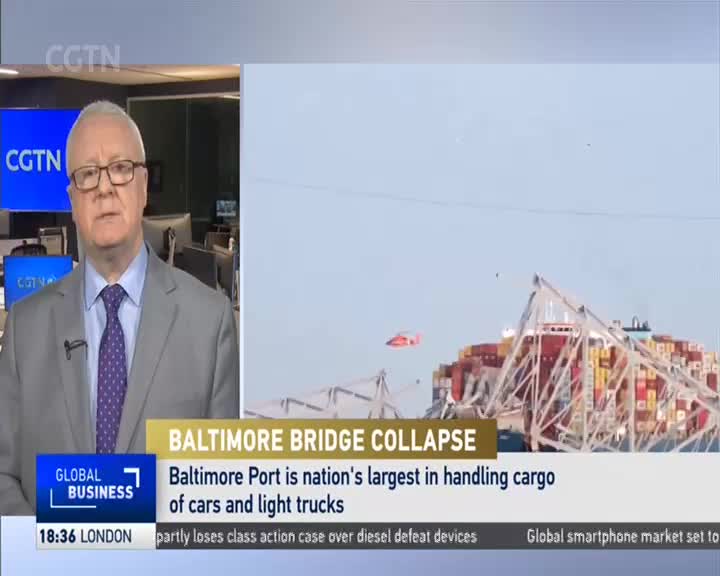 CGTN
CGTN
CGTN
BALTIMORE BRIDGE COLLAPSE
Baltimore Port is nation's largest in handling cargo
of cars and light trucks
GLOBAL
BUSINESS
18:36 LONDON
partly loses class action case over diesel defeat devices
Global smartphone market set to